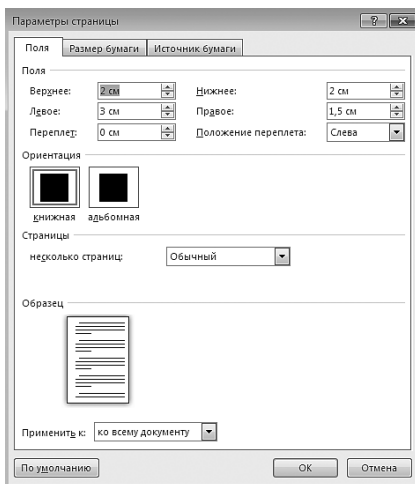 Параметры страницы
Поля Размер бумаги Источник бумаги
Поля
Верхнее: 2 см Нижнее: 2 см
Левое: 3 см Правое: 1,5 см
Переплет: 0 см Положение переплета: Слева
Ориентация
книжная альбомная
Страницы
несколько страниц: Обычный
Образец
Применить к: ко всему документу
По умолчанию ОК Отмена